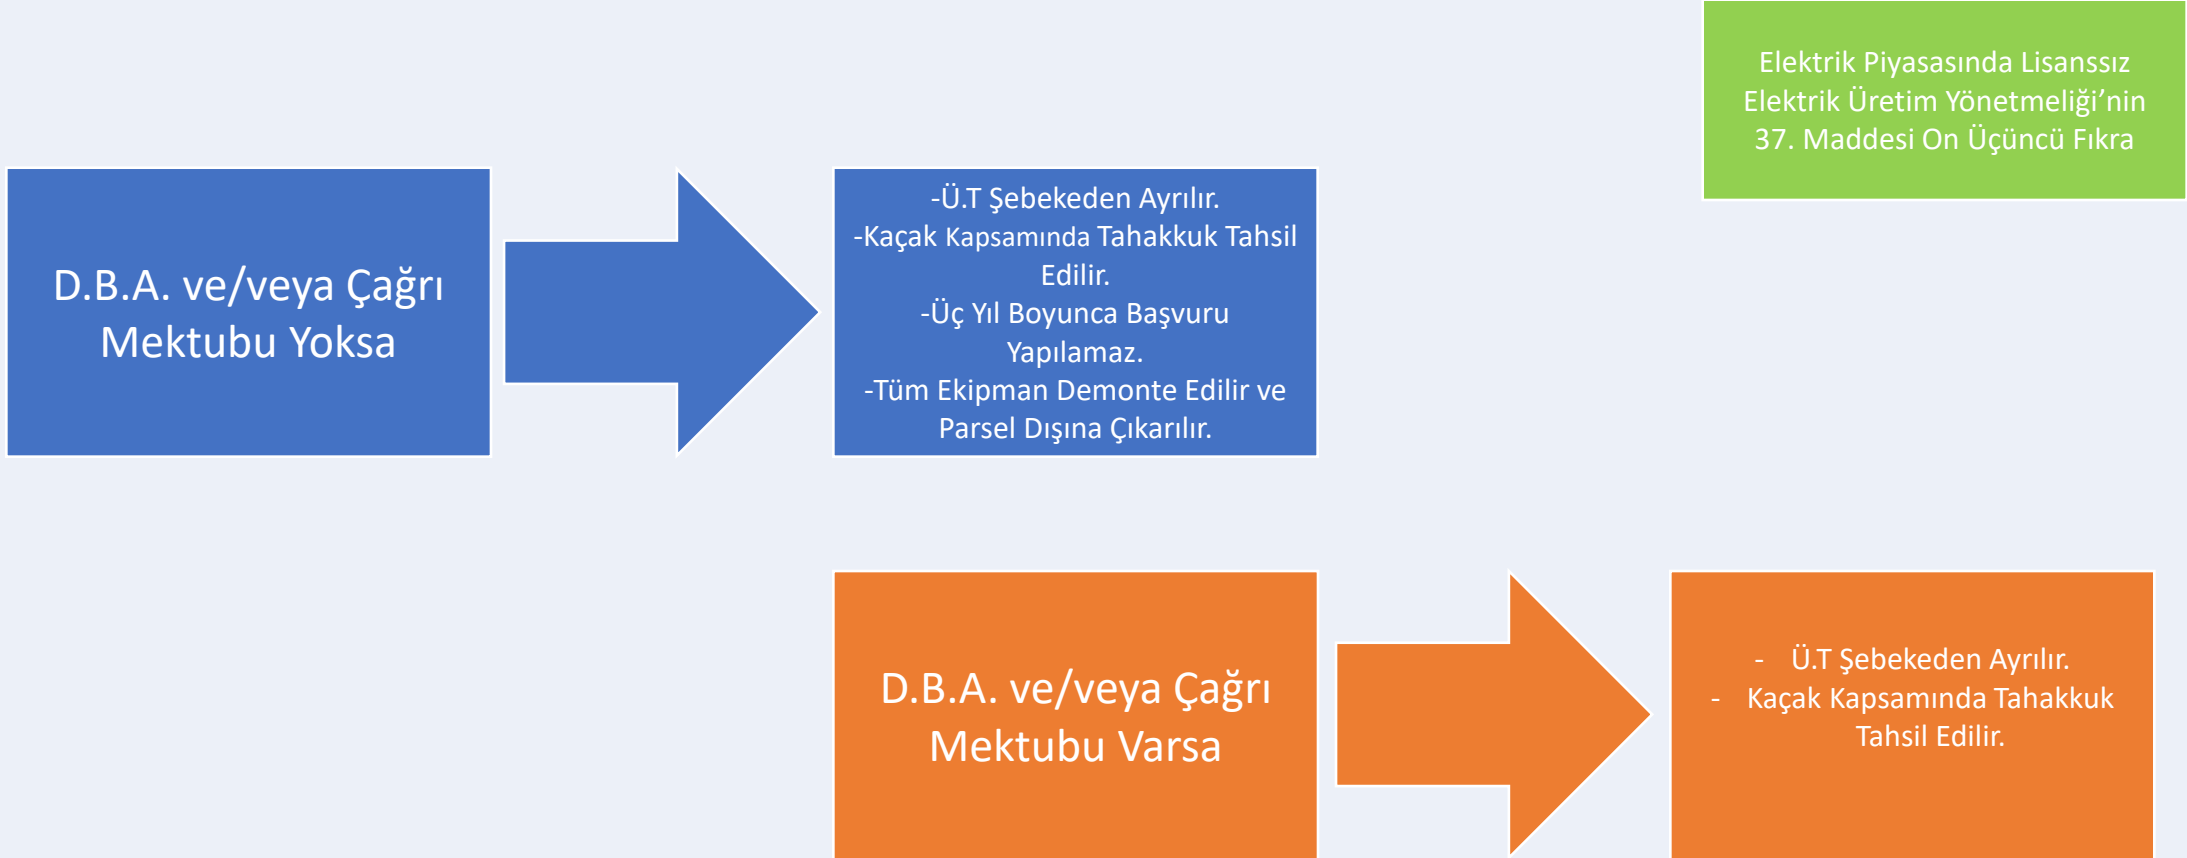 Elektrik Piyasasında Lisanssız
Elektrik Üretim Yönetmeliği’nin
37. Maddesi On Üçüncü Fıkra
D.B.A. ve/veya Çağrı
Mektubu Yoksa
-Ü.T Şebekeden Ayrılır.
-Kaçak Kapsamında Tahakkuk Tahsil
Edilir.
-Üç Yıl Boyunca Başvuru
Yapılamaz.
-Tüm Ekipman Demonte Edilir ve
Parsel Dışına Çıkarılır.
D.B.A. ve/veya Çağrı
Mektubu Varsa
- Ü.T Şebekeden Ayrılır.
- Kaçak Kapsamında Tahakkuk
Tahsil Edilir.